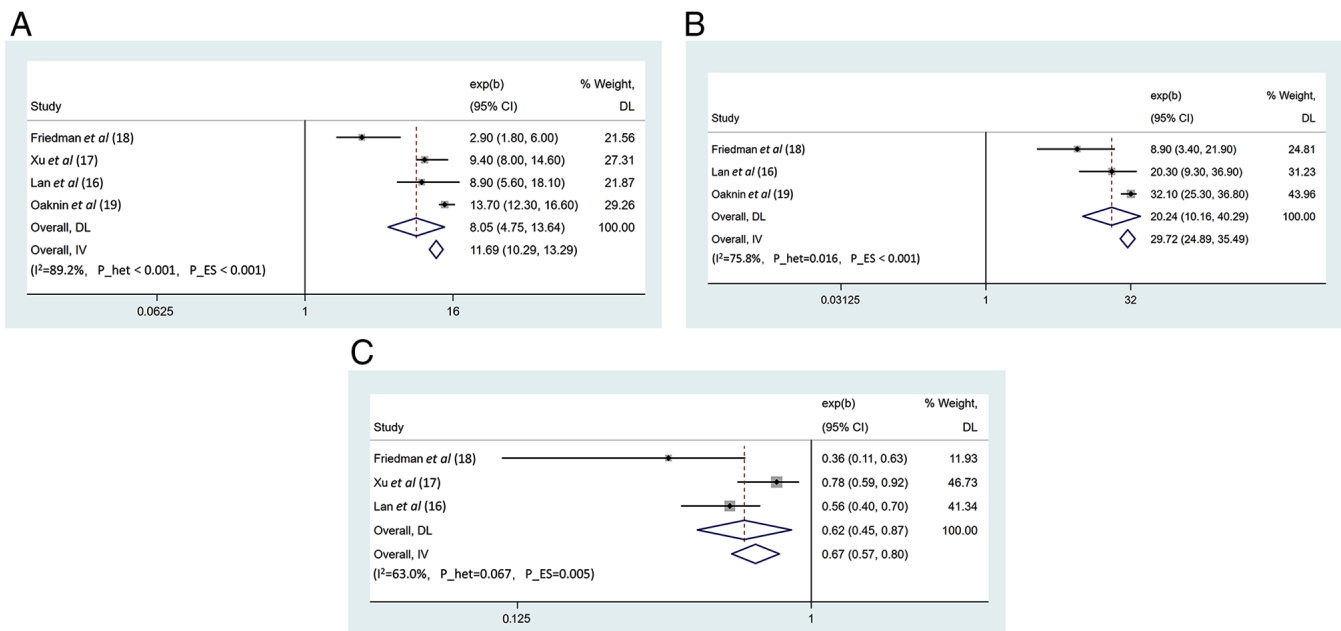 A
exp(b) % Weight,
Study (95% CI) DL
Friedman et al (18) 2.90 (1.80, 6.00) 21.56
Xu et al (17) 9.40 (8.00, 14.60) 27.31
Lan et al (16) 8.90 (5.60, 18.10) 21.87
Oaknin et al (19) 13.70 (12.30, 16.60) 29.26
Overall, DL 8.05 (4.75, 13.64) 100.00
Overall, IV 11.69 (10.29, 13.29)
(I²=89.2%, P_het < 0.001, P_ES < 0.001)
0.0625 1 16
B
exp(b) % Weight,
Study (95% CI) DL
Friedman et al (18) 8.90 (3.40, 21.90) 24.81
Lan et al (16) 20.30 (9.30, 36.90) 31.23
Oaknin et al (19) 32.10 (25.30, 36.80) 43.96
Overall, DL 20.24 (10.16, 40.29) 100.00
Overall, IV 29.72 (24.89, 35.49)
(I²=75.8%, P_het=0.016, P_ES < 0.001)
0.03125 1 32
C
exp(b) % Weight,
Study (95% CI) DL
Friedman et al (18) 0.36 (0.11, 0.63) 11.93
Xu et al (17) 0.78 (0.59, 0.92) 46.73
Lan et al (16) 0.56 (0.40, 0.70) 41.34
Overall, DL 0.62 (0.45, 0.87) 100.00
Overall, IV 0.67 (0.57, 0.80)
(I²=63.0%, P_het=0.067, P_ES=0.005)
0.125 1